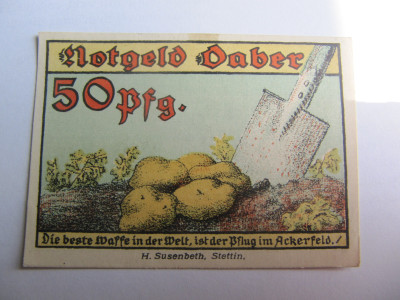 Notgeld Daber
50 Pfg.
Die beste Waffe in der Welt, ist der Pflug im Ackerfeld.!
H. Susenbeth, Stettin.